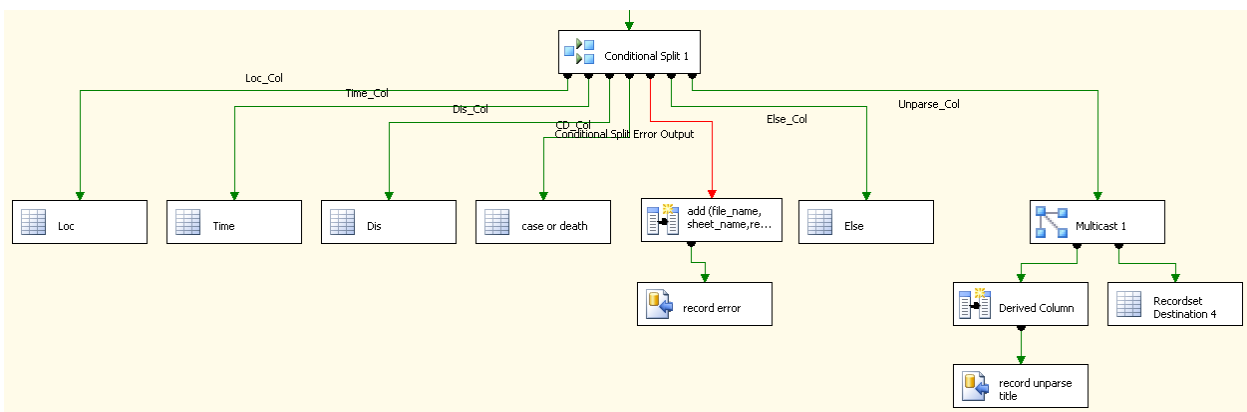 Conditional Split 1
Loc_Col
Time_Col
Dis_Col
CD_Col
Conditional Split Error Output
Else_Col
Unparse_Col
Loc
Time
Dis
case or death
add (file_name,
sheet_name,re...
Else
Multicast 1
record error
Derived Column
Recordset
Destination 4
record unparse
title